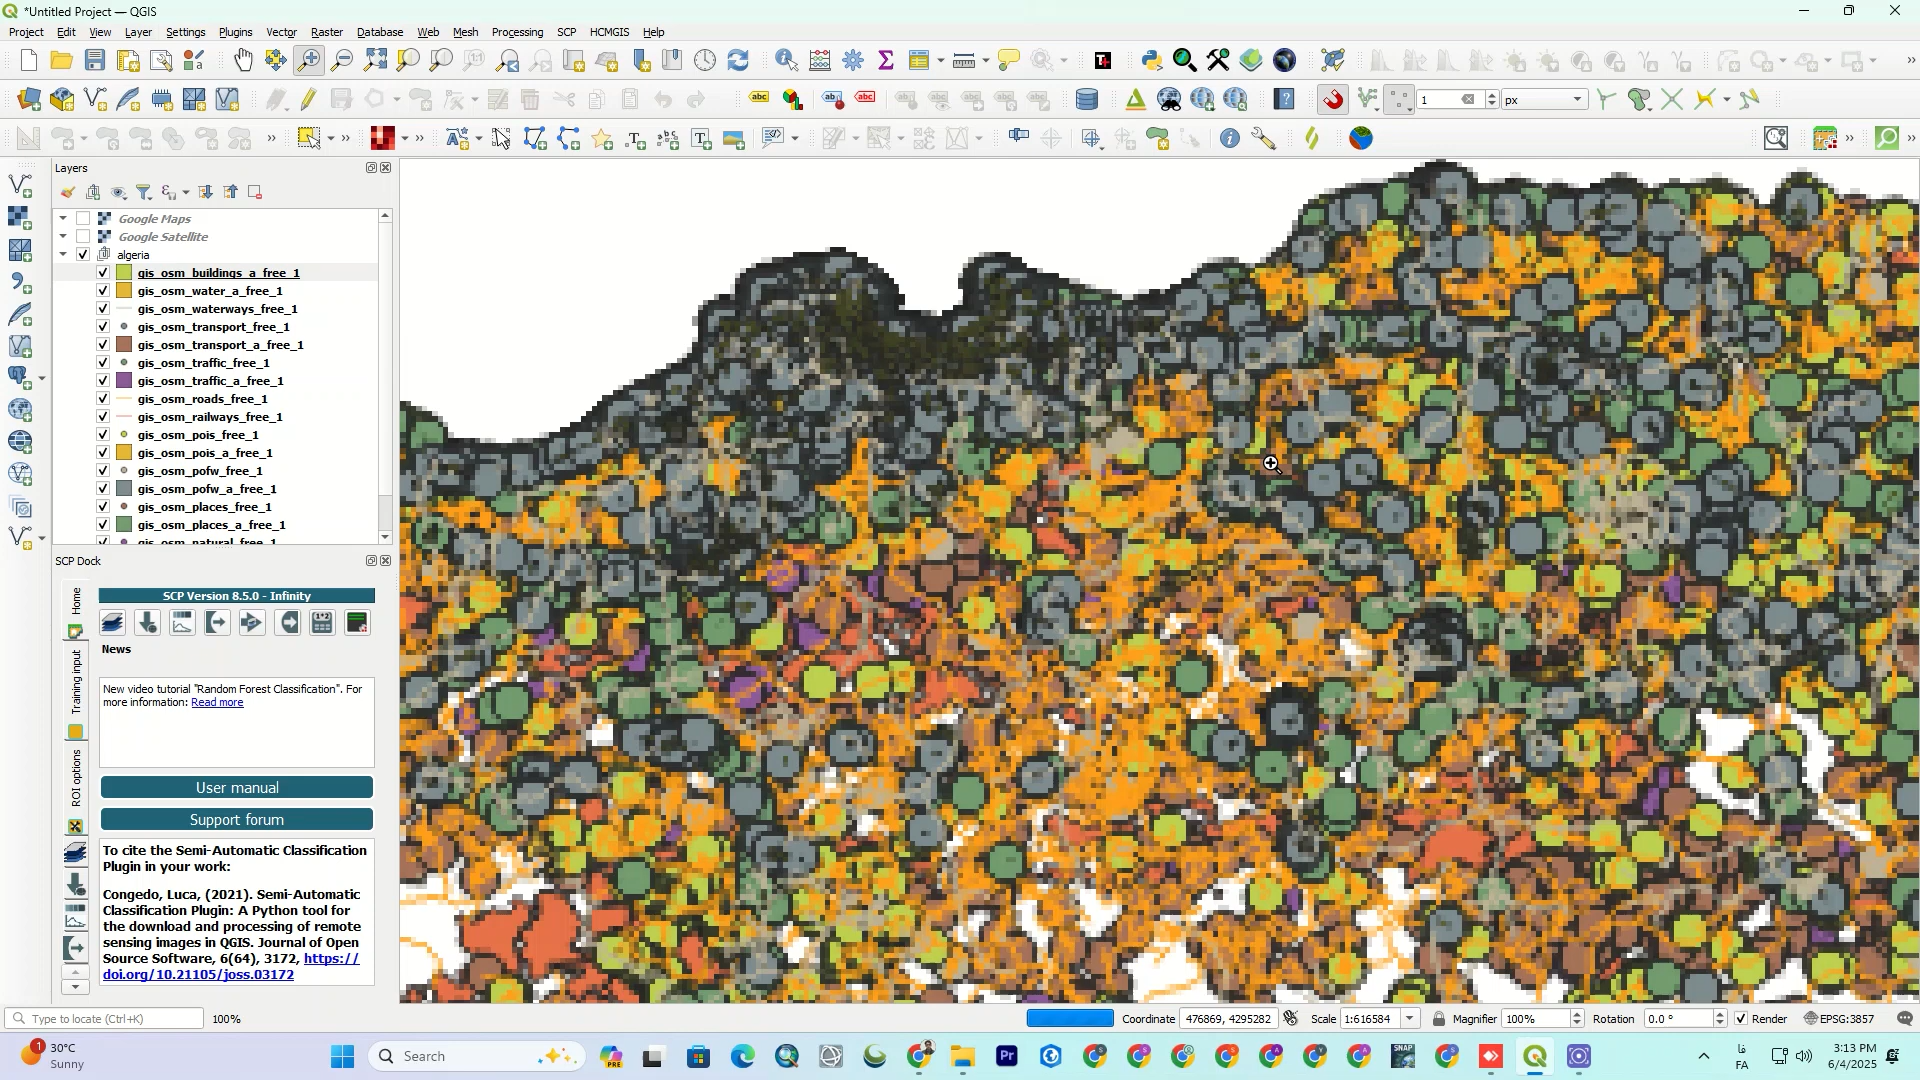 *Untitled Project — QGIS
Project Edit View Layer Settings Plugins Vector Raster Database Web Mesh Processing SCP HCMGIS Help
1 px
Layers
Google Maps
Google Satellite
algeria
gis_osm_buildings_a_free_1
gis_osm_water_a_free_1
gis_osm_waterways_free_1
gis_osm_transport_free_1
gis_osm_transport_a_free_1
gis_osm_traffic_free_1
gis_osm_traffic_a_free_1
gis_osm_roads_free_1
gis_osm_railways_free_1
gis_osm_pois_free_1
gis_osm_pois_a_free_1
gis_osm_pofw_free_1
gis_osm_pofw_a_free_1
gis_osm_places_free_1
gis_osm_places_a_free_1
gis_osm_natural_free_1
SCP Dock
Home
Training input
ROI options
SCP Version 8.5.0 - Infinity
News
New video tutorial "Random Forest Classification". For
more information: Read more
User manual
Support forum
To cite the Semi-Automatic Classification
Plugin in your work:
Congedo, Luca, (2021). Semi-Automatic
Classification Plugin: A Python tool for
the download and processing of remote
sensing images in QGIS. Journal of Open
Source Software, 6(64), 3172, https://
doi.org/10.21105/joss.03172
Type to locate (Ctrl+K) 100% Coordinate 476869, 4295282 Scale 1:616584 Magnifier 100% Rotation 0.0 ° Render EPSG:3857
1 30°C
Sunny
Search
فا
FA
3:13 PM
6/4/2025